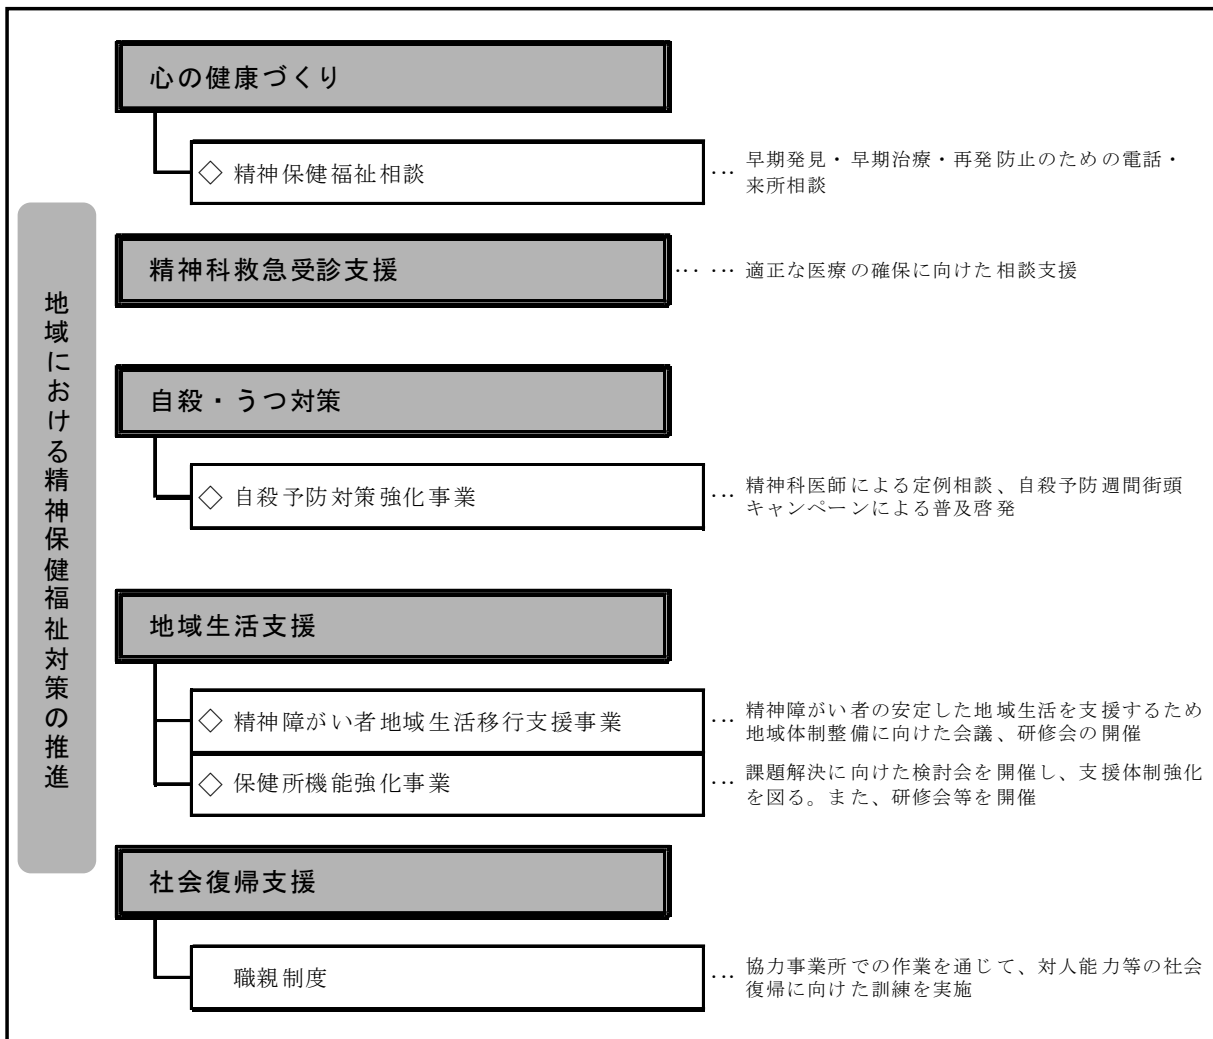 地域における精神保健福祉対策の推進
心の健康づくり
◇ 精神保健福祉相談
… 早期発見・早期治療・再発防止のための電話・
来所相談
精神科救急受診支援
… … 適正な医療の確保に向けた相談支援
自殺・うつ対策
◇ 自殺予防対策強化事業
… 精神科医師による定例相談、自殺予防週間街頭
キャンペーンによる普及啓発
地域生活支援
◇ 精神障がい者地域生活移行支援事業
… 精神障がい者の安定した地域生活を支援するため
地域体制整備に向けた会議、研修会の開催
◇ 保健所機能強化事業
… 課題解決に向けた検討会を開催し、支援体制強化
を図る。また、研修会等を開催
社会復帰支援
職親制度
… 協力事業所での作業を通じて、対人能力等の社会
復帰に向けた訓練を実施